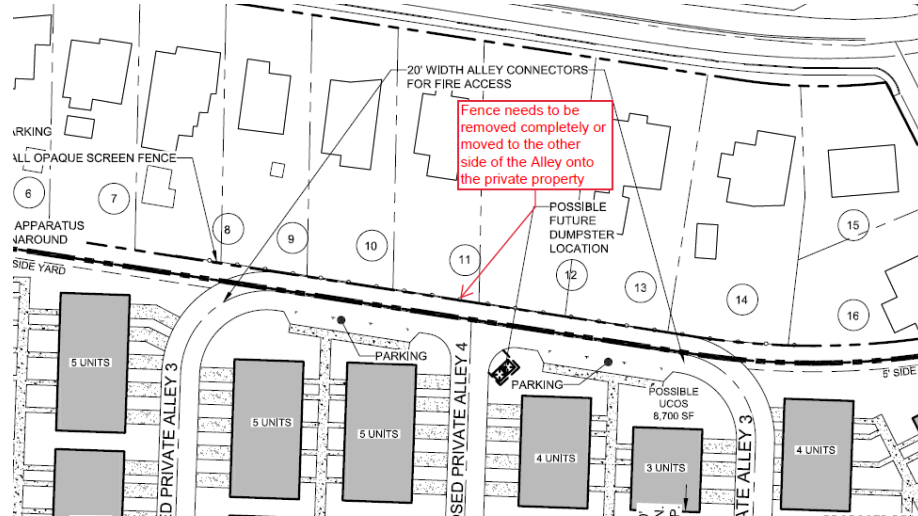 20' WIDTH ALLEY CONNECTORS
FOR FIRE ACCESS
Fence needs to be
removed completely or
moved to the other
side of the Alley onto
the private property
ARKING
ALL OPAQUE SCREEN FENCE
6
7
8
9
10
11
12
13
14
15
16
POSSIBLE
FUTURE
DUMPSTER
LOCATION
APPARATUS
NAROUND
SIDE YARD
5 UNITS
PARKING
5 UNITS
5 UNITS
PARKING
POSSIBLE
UCOS
8,700 SF
5' SIDE
4 UNITS
3 UNITS
4 UNITS
SED PRIVATE ALLEY 3
OSED PRIVATE ALLEY 4
ATE ALLEY 3